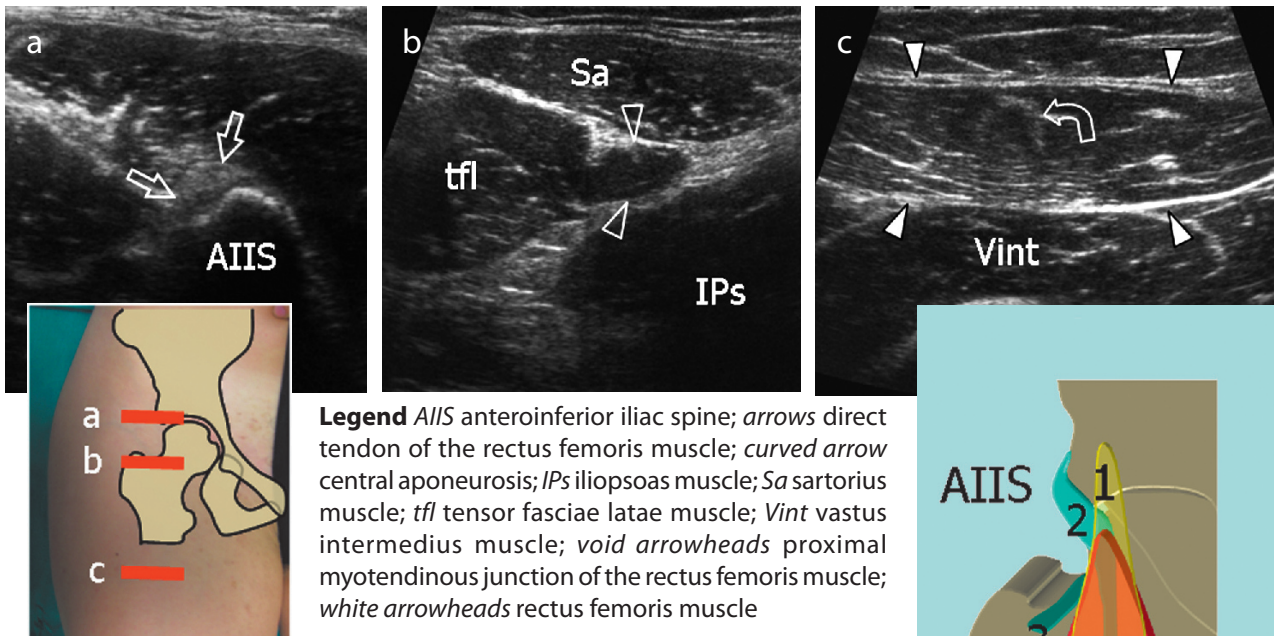 a
b
c
Sa
tfl
AIIS
IPs
Vint
a
b
c
Legend AIIS anteroinferior iliac spine; arrows direct
tendon of the rectus femoris muscle; curved arrow
central aponeurosis; IPs iliopsoas muscle; Sa sartorius
muscle; tfl tensor fasciae latae muscle; Vint vastus
intermedius muscle; void arrowheads proximal
myotendinous junction of the rectus femoris muscle;
white arrowheads rectus femoris muscle
AIIS
1
2
3